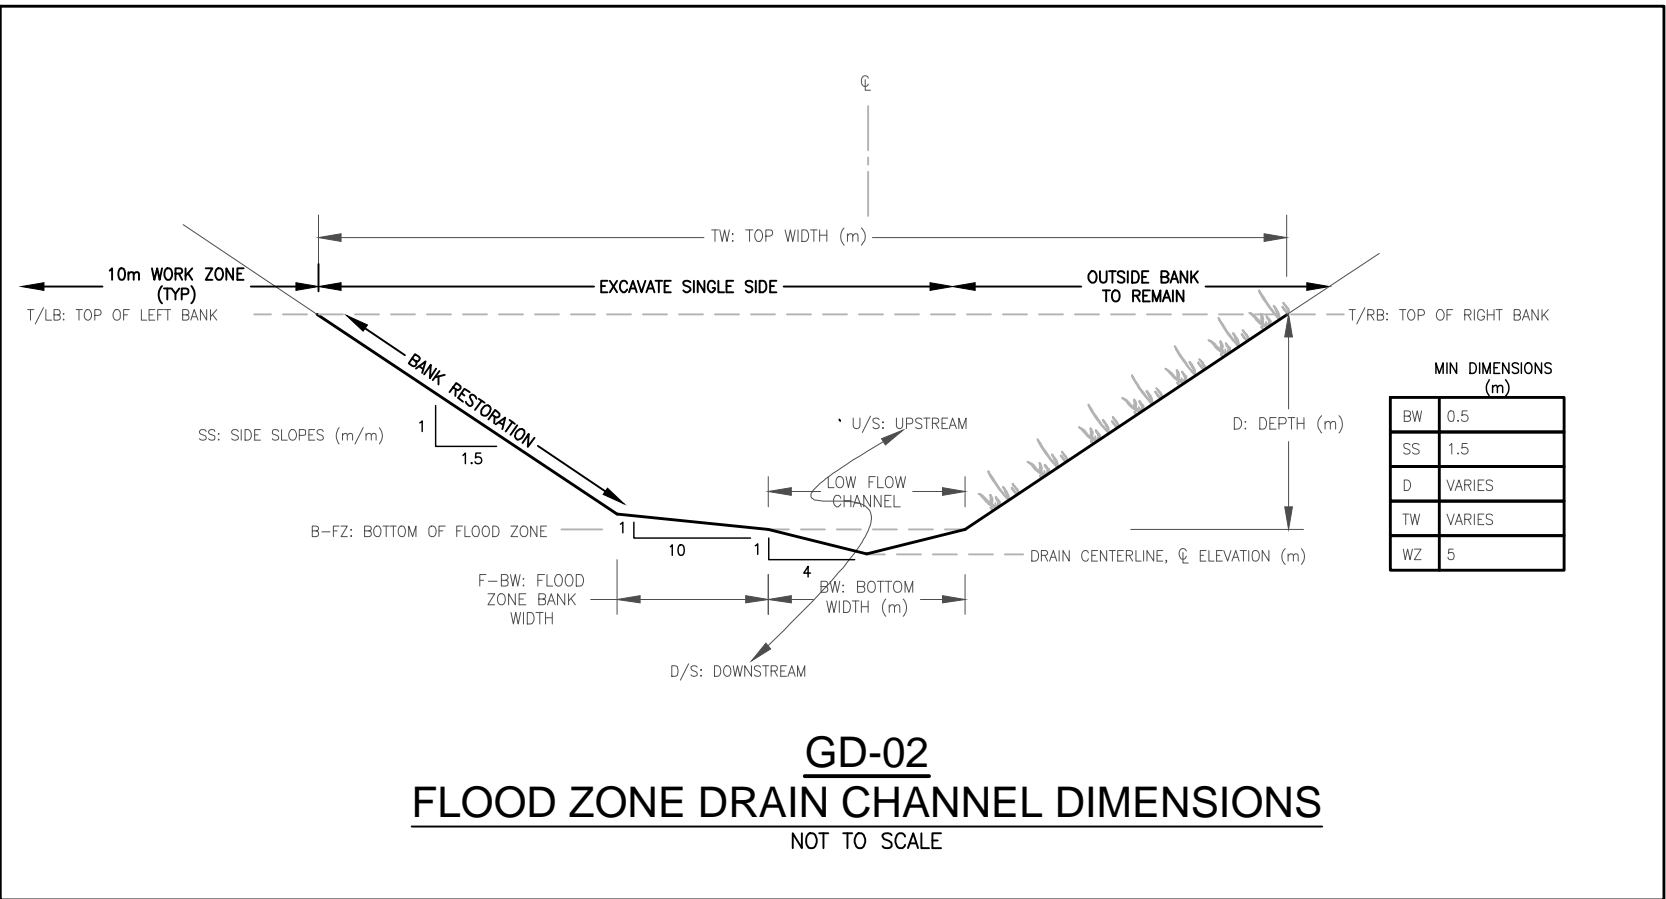 ℄
TW: TOP WIDTH (m)
10m WORK ZONE
(TYP)
EXCAVATE SINGLE SIDE
OUTSIDE BANK
TO REMAIN
T/LB: TOP OF LEFT BANK
T/RB: TOP OF RIGHT BANK
BANK RESTORATION
SS: SIDE SLOPES (m/m)
1
1.5
U/S: UPSTREAM
D: DEPTH (m)
LOW FLOW
CHANNEL
B-FZ: BOTTOM OF FLOOD ZONE
1
10
1
4
DRAIN CENTERLINE, ℄ ELEVATION (m)
F-BW: FLOOD
ZONE BANK
WIDTH
BW: BOTTOM
WIDTH (m)
D/S: DOWNSTREAM
MIN DIMENSIONS
(m)
BW 0.5
SS 1.5
D VARIES
TW VARIES
WZ 5
GD-02
FLOOD ZONE DRAIN CHANNEL DIMENSIONS
NOT TO SCALE